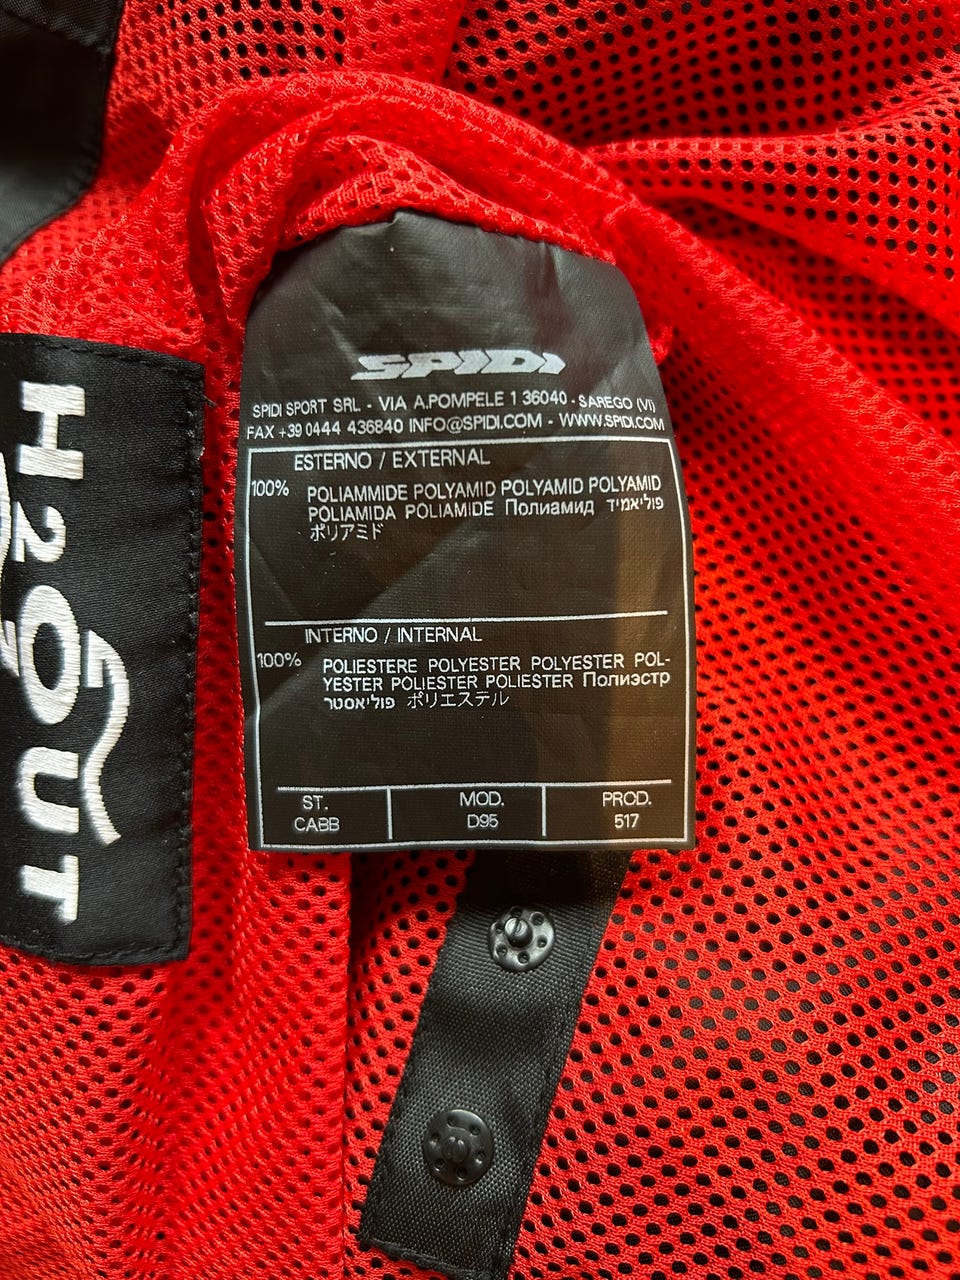 SPIDI
SPIDI SPORT SRL - VIA A.POMPELE 1 36040 - SAREGO (VI)
FAX +39 0444 436840 INFO@SPIDI.COM - WWW.SPIDI.COM
ESTERNO / EXTERNAL
100% POLIAMMIDE POLYAMID POLYAMID POLYAMID
POLIAMIDA POLIAMIDE Полиамид פוליאמיד
ポリアミド
INTERNO / INTERNAL
100% POLIESTERE POLYESTER POLYESTER POL-
YESTER POLIESTER POLIESTER Полиэстр
פוליאסטר ポリエステル
ST. MOD. PROD.
CABB D95 517
H2OUT